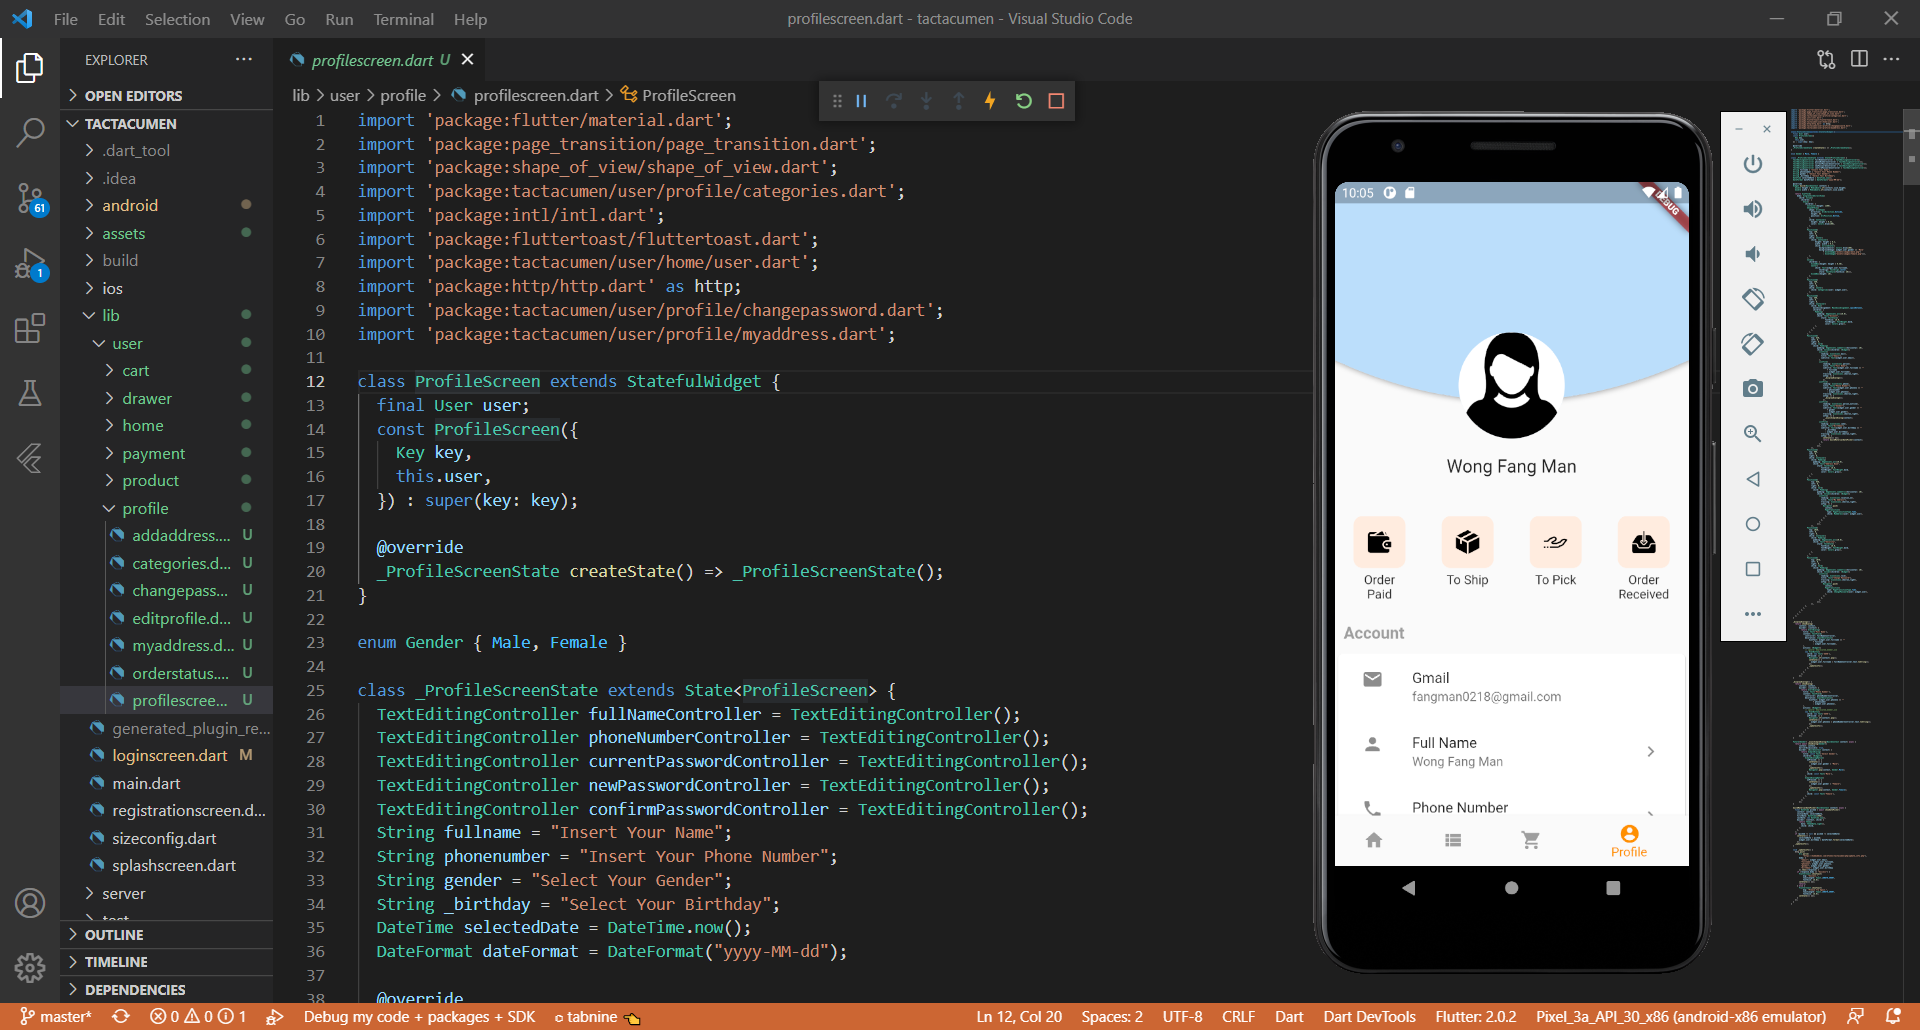 File Edit Selection View Go Run Terminal Help
profilescreen.dart - tactacumen - Visual Studio Code
EXPLORER
profilescreen.dart U
OPEN EDITORS
TACTACUMEN
.dart_tool
.idea
android
assets
build
ios
lib
user
cart
drawer
home
payment
product
profile
addaddress.... U
categories.d... U
changepass... U
editprofile.d... U
myaddress.d... U
orderstatus.... U
profilescree... U
generated_plugin_re...
loginscreen.dart M
main.dart
registrationscreen.d...
sizeconfig.dart
splashscreen.dart
server
test
OUTLINE
TIMELINE
DEPENDENCIES
61
1
lib > user > profile > profilescreen.dart > ProfileScreen
1 import 'package:flutter/material.dart';
2 import 'package:page_transition/page_transition.dart';
3 import 'package:shape_of_view/shape_of_view.dart';
4 import 'package:tactacumen/user/profile/categories.dart';
5 import 'package:intl/intl.dart';
6 import 'package:fluttertoast/fluttertoast.dart';
7 import 'package:tactacumen/user/home/user.dart';
8 import 'package:http/http.dart' as http;
9 import 'package:tactacumen/user/profile/changepassword.dart';
10 import 'package:tactacumen/user/profile/myaddress.dart';
11
12 class ProfileScreen extends StatefulWidget {
13 final User user;
14 const ProfileScreen({
15 Key key,
16 this.user,
17 }) : super(key: key);
18
19 @override
20 _ProfileScreenState createState() => _ProfileScreenState();
21 }
22
23 enum Gender { Male, Female }
24
25 class _ProfileScreenState extends State<ProfileScreen> {
26 TextEditingController fullNameController = TextEditingController();
27 TextEditingController phoneNumberController = TextEditingController();
28 TextEditingController currentPasswordController = TextEditingController();
29 TextEditingController newPasswordController = TextEditingController();
30 TextEditingController confirmPasswordController = TextEditingController();
31 String fullname = "Insert Your Name";
32 String phonenumber = "Insert Your Phone Number";
33 String gender = "Select Your Gender";
34 String _birthday = "Select Your Birthday";
35 DateTime selectedDate = DateTime.now();
36 DateFormat dateFormat = DateFormat("yyyy-MM-dd");
37
38 @override
10:05
DEBUG
Wong Fang Man
Order Paid
To Ship
To Pick
Order Received
Account
Gmail
fangman0218@gmail.com
Full Name
Wong Fang Man
Phone Number
Profile
master* 0 0 1 Debug my code + packages + SDK tabnine
Ln 12, Col 20 Spaces: 2 UTF-8 CRLF Dart Dart DevTools Flutter: 2.0.2 Pixel_3a_API_30_x86 (android-x86 emulator)